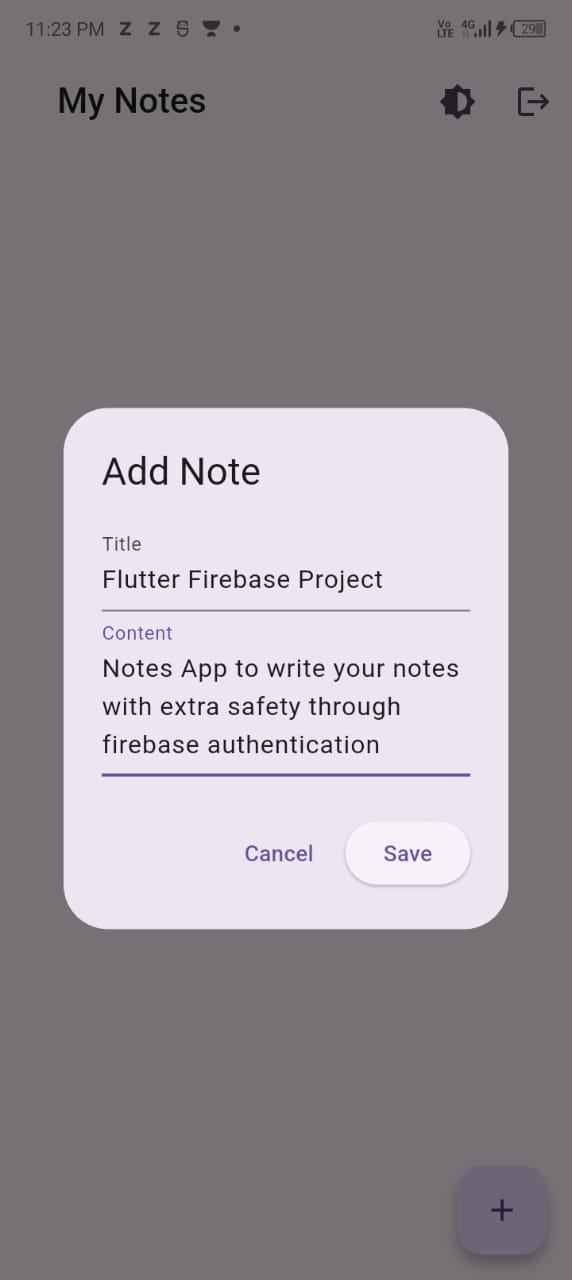 11:23 PM Z Z
Vo LTE 4G 29
My Notes
Add Note
Title
Flutter Firebase Project
Content
Notes App to write your notes
with extra safety through
firebase authentication
Cancel Save
+